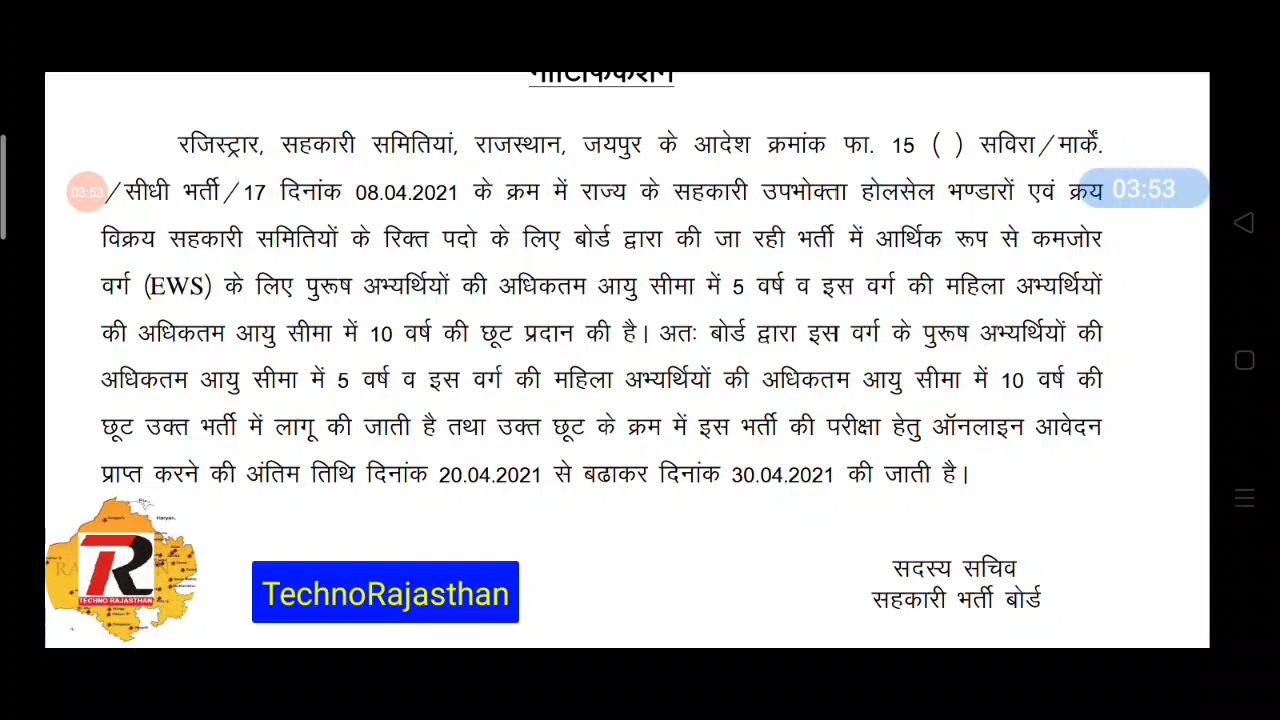 नोटिफिकेशन
रजिस्ट्रार, सहकारी समितियां, राजस्थान, जयपुर के आदेश क्रमांक फा. 15 ( ) सविरा/मार्कें.
03:53
/सीधी भर्ती/17 दिनांक 08.04.2021 के क्रम में राज्य के सहकारी उपभोक्ता होलसेल भण्डारों एवं क्रय
03:53
विक्रय सहकारी समितियों के रिक्त पदो के लिए बोर्ड द्वारा की जा रही भर्ती में आर्थिक रूप से कमजोर
वर्ग (EWS) के लिए पुरूष अभ्यर्थियों की अधिकतम आयु सीमा में 5 वर्ष व इस वर्ग की महिला अभ्यर्थियों
की अधिकतम आयु सीमा में 10 वर्ष की छूट प्रदान की है। अतः बोर्ड द्वारा इस वर्ग के पुरूष अभ्यर्थियों की
अधिकतम आयु सीमा में 5 वर्ष व इस वर्ग की महिला अभ्यर्थियों की अधिकतम आयु सीमा में 10 वर्ष की
छूट उक्त भर्ती में लागू की जाती है तथा उक्त छूट के क्रम में इस भर्ती की परीक्षा हेतु ऑनलाइन आवेदन
प्राप्त करने की अंतिम तिथि दिनांक 20.04.2021 से बढाकर दिनांक 30.04.2021 की जाती है।
TR
TECHNO RAJASTHAN
TechnoRajasthan
सदस्य सचिव
सहकारी भर्ती बोर्ड